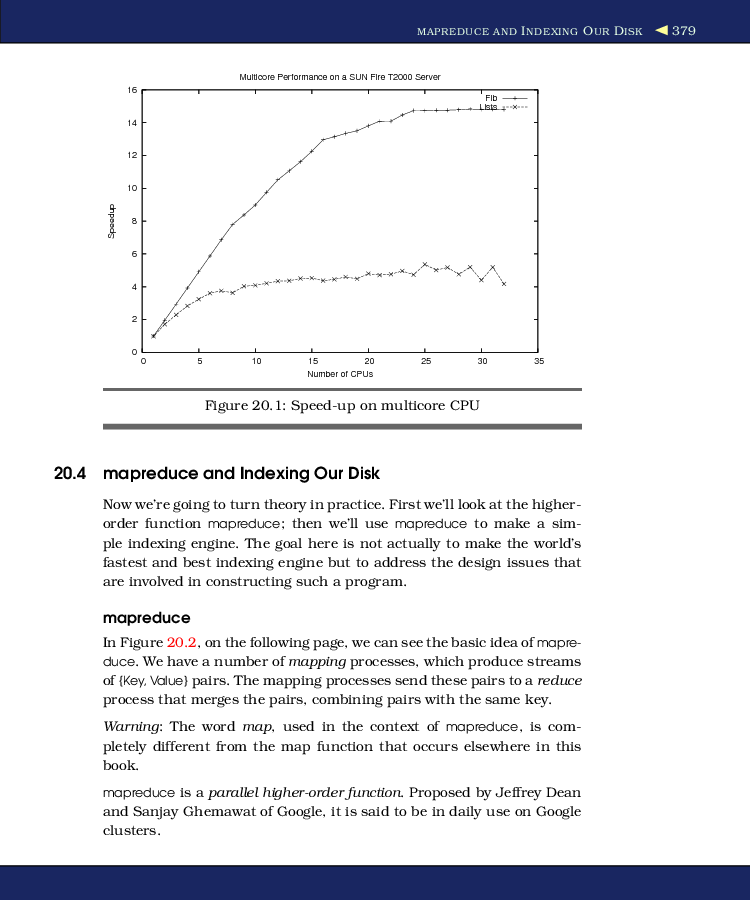 MAPREDUCE AND INDEXING OUR DISK ◀ 379
Multicore Performance on a SUN Fire T2000 Server
16
14
12
10
8
6
4
2
0
Speedup
Fib
Lists
0 5 10 15 20 25 30 35
Number of CPUs
Figure 20.1: Speed-up on multicore CPU
20.4 mapreduce and Indexing Our Disk
Now we're going to turn theory in practice. First we'll look at the higher-
order function mapreduce; then we'll use mapreduce to make a sim-
ple indexing engine. The goal here is not actually to make the world's
fastest and best indexing engine but to address the design issues that
are involved in constructing such a program.
mapreduce
In Figure 20.2, on the following page, we can see the basic idea of mapre-
duce. We have a number of mapping processes, which produce streams
of {Key, Value} pairs. The mapping processes send these pairs to a reduce
process that merges the pairs, combining pairs with the same key.
Warning: The word map, used in the context of mapreduce, is com-
pletely different from the map function that occurs elsewhere in this
book.
mapreduce is a parallel higher-order function. Proposed by Jeffrey Dean
and Sanjay Ghemawat of Google, it is said to be in daily use on Google
clusters.